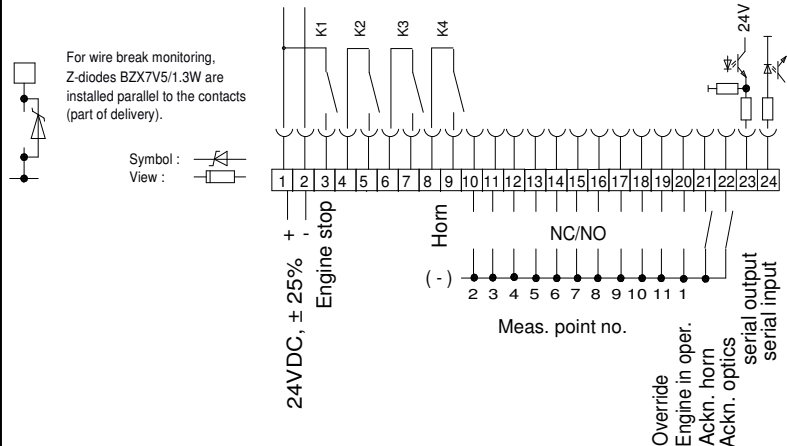 K1 K2 K3 K4
24V
For wire break monitoring,
Z-diodes BZX7V5/1.3W are
installed parallel to the contacts
(part of delivery).
Symbol :
View :
1 2 3 4 5 6 7 8 9 10 11 12 13 14 15 16 17 18 19 20 21 22 23 24
+
-
24VDC, ± 25%
Engine stop
Horn
NC/NO
( - )
2 3 4 5 6 7 8 9 10 11 1
Meas. point no.
Override
Engine in oper.
Ackn. horn
Ackn. optics
serial output
serial input